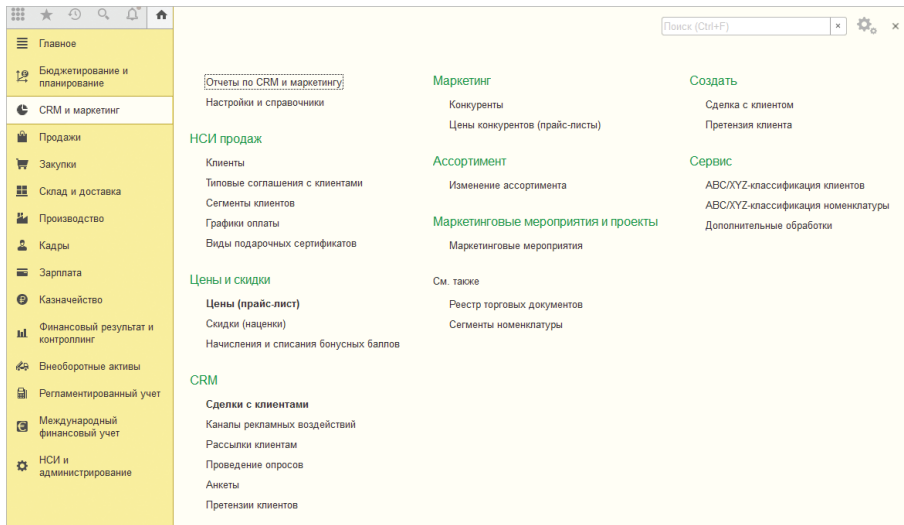 Поиск (Ctrl+F)
Главное
Бюджетирование и
планирование
CRM и маркетинг
Продажи
Закупки
Склад и доставка
Производство
Кадры
Зарплата
Казначейство
Финансовый результат и
контроллинг
Внеоборотные активы
Регламентированный учет
Международный
финансовый учет
НСИ и
администрирование
Отчеты по CRM и маркетингу
Настройки и справочники
НСИ продаж
Клиенты
Типовые соглашения с клиентами
Сегменты клиентов
Графики оплаты
Виды подарочных сертификатов
Цены и скидки
Цены (прайс-лист)
Скидки (наценки)
Начисления и списания бонусных баллов
CRM
Сделки с клиентами
Каналы рекламных воздействий
Рассылки клиентам
Проведение опросов
Анкеты
Претензии клиентов
Маркетинг
Конкуренты
Цены конкурентов (прайс-листы)
Ассортимент
Изменение ассортимента
Маркетинговые мероприятия и проекты
Маркетинговые мероприятия
См. также
Реестр торговых документов
Сегменты номенклатуры
Создать
Сделка с клиентом
Претензия клиента
Сервис
ABC/XYZ-классификация клиентов
ABC/XYZ-классификация номенклатуры
Дополнительные обработки